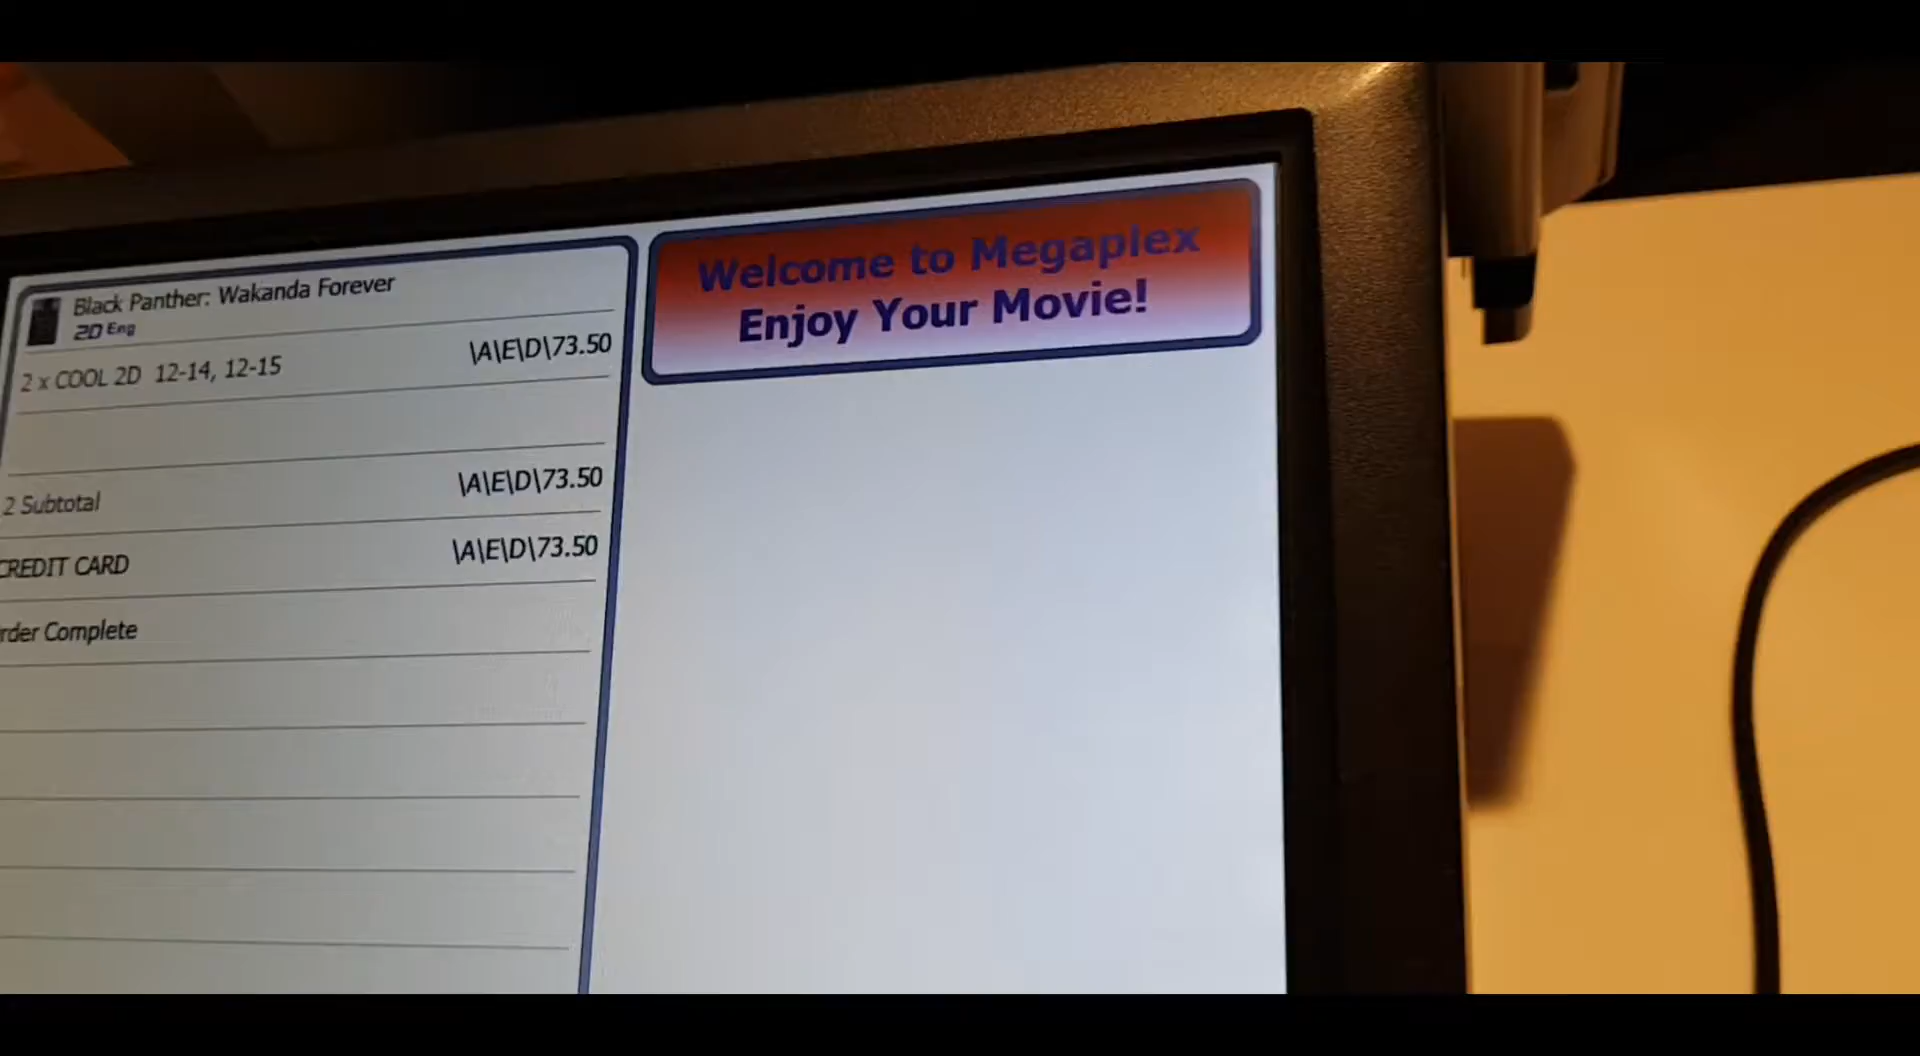 Black Panther: Wakanda Forever
2D Eng
2 x COOL 2D 12-14, 12-15 \A\E\D\73.50
2 Subtotal \A\E\D\73.50
CREDIT CARD \A\E\D\73.50
rder Complete
Welcome to Megaplex
Enjoy Your Movie!